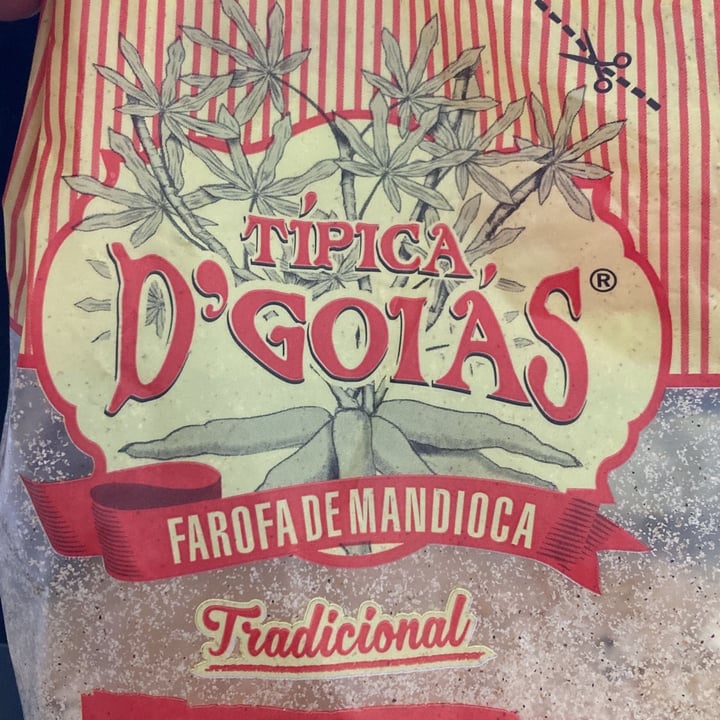 TÍPICA
D'GOIÁS®
FAROFA DE MANDIOCA
Tradicional